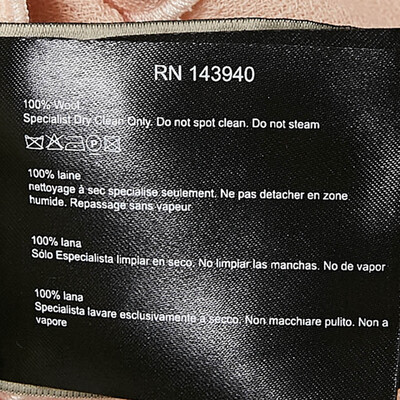 RN 143940
100% Wool
Specialist Dry Clean Only. Do not spot clean. Do not steam
P
100% laine
nettoyage à sec spécialise seulement. Ne pas detacher en zone
humide. Repassage sans vapeur
100% lana
Sólo Especialista limpiar en seco. No limpiar las manchas. No de vapor
100% lana
Specialista lavare esclusivamente a secco. Non macchiare pulito. Non a
vapore